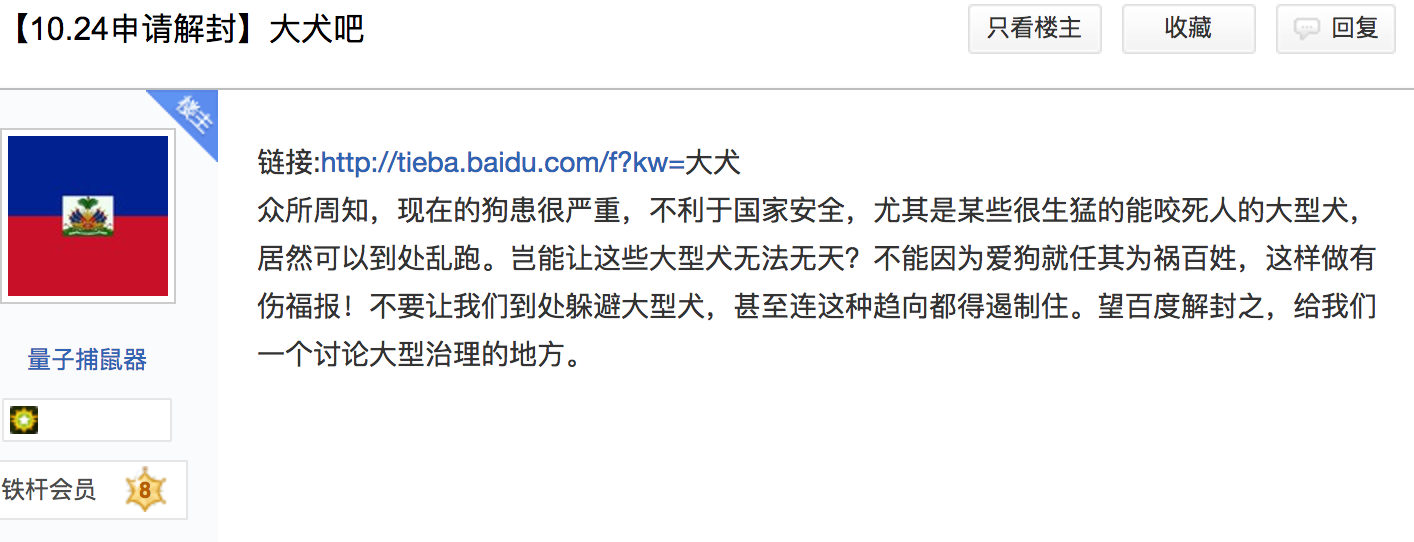 【10.24申请解封】大犬吧
只看楼主
收藏
回复
楼主
链接:http://tieba.baidu.com/f?kw=大犬
众所周知，现在的狗患很严重，不利于国家安全，尤其是某些很生猛的能咬死人的大型犬，
居然可以到处乱跑。岂能让这些大型犬无法无天？不能因为爱狗就任其为祸百姓，这样做有
伤福报！不要让我们到处躲避大型犬，甚至连这种趋向都得遏制住。望百度解封之，给我们
一个讨论大型治理的地方。
量子捕鼠器
铁杆会员
8